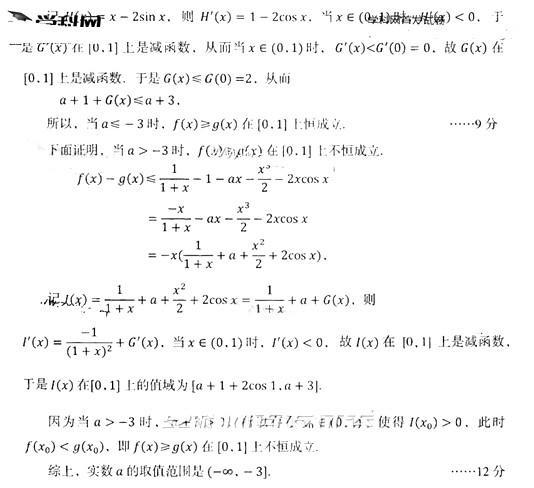 学科网
记 H(x) = x − 2sin x，则 H′(x) = 1 − 2cos x，当 x ∈ (0.1) 时，H′(x) < 0，于
是 G′(x) 在 [0.1] 上是减函数，从而当 x ∈ (0.1) 时，G′(x)<G′(0) = 0，故 G(x) 在
[0.1] 上是减函数．于是 G(x) ⩽ G(0) =2．从而
a + 1 + G(x) ⩽ a + 3．
所以，当 a ⩽ − 3 时，f(x) ⩾ g(x) 在 [0.1] 上恒成立． ……9 分
下面证明，当 a > −3 时，f(x) ⩾ g(x) 在 [0.1] 上不恒成立．
f(x) − g(x) ⩽ 1/(1 + x) − 1 − ax − x³/2 − 2xcos x
= −x/(1 + x) − ax − x³/2 − 2xcos x
= −x(1/(1 + x) + a + x²/2 + 2cos x)．
记 I(x) = 1/(1 + x) + a + x²/2 + 2cos x = 1/(1 + x) + a + G(x)．则
I′(x) = −1/(1 + x)² + G′(x)．当 x ∈ (0.1) 时，I′(x) < 0．故 I(x) 在 [0.1] 上是减函数．
于是 I(x) 在[0.1] 上的值域为 [a + 1 + 2cos 1，a + 3]．
因为当 a > −3 时， 使得 I(x₀) > 0．此时
f(x₀) < g(x₀)．即 f(x) ⩾ g(x) 在 [0.1] 上不恒成立．
综上，实数 a 的取值范围是 (−∞．− 3]． ……12 分